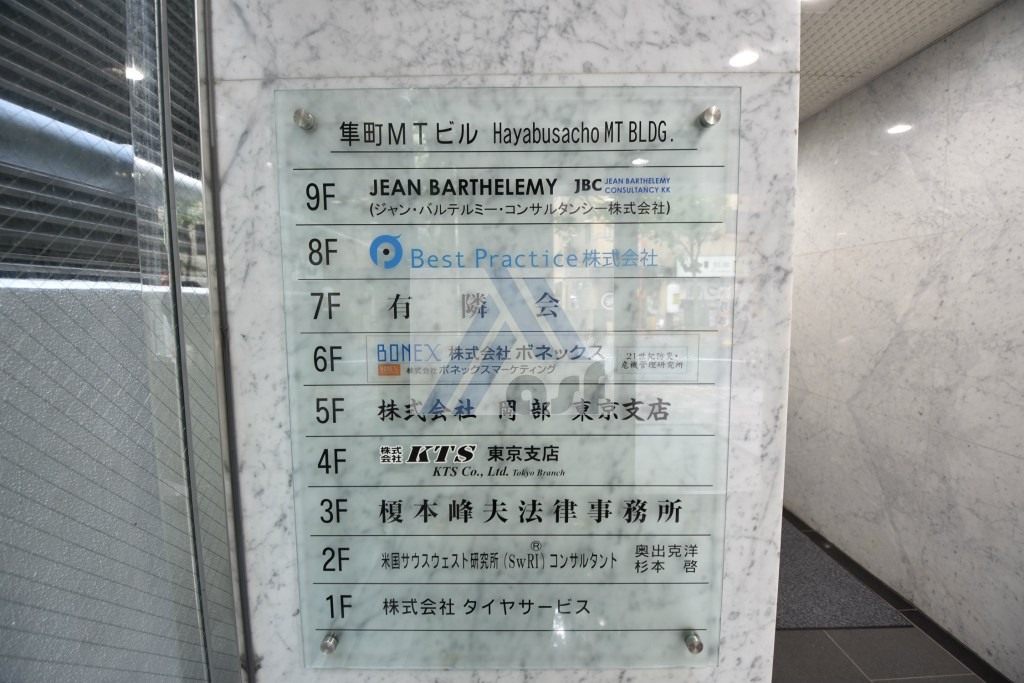 隼町MTビル Hayabusacho MT BLDG.
9F JEAN BARTHELEMY JBC JEAN BARTHELEMY CONSULTANCY KK
(ジャン・バルテルミー・コンサルタンシー株式会社)
8F Best Practice 株式会社
7F 有隣会
6F BONEX 株式会社 ボネックス
株式会社 ボネックスマーケティング
21世紀防災・
危機管理研究所
5F 株式会社 岡部 東京支店
4F 株式会社 KTS 東京支店
KTS Co., Ltd. Tokyo Branch
3F 榎本峰夫法律事務所
2F 米国サウスウェスト研究所(SwRI)® コンサルタント 奥出克洋
杉本 啓
1F 株式会社 タイヤサービス